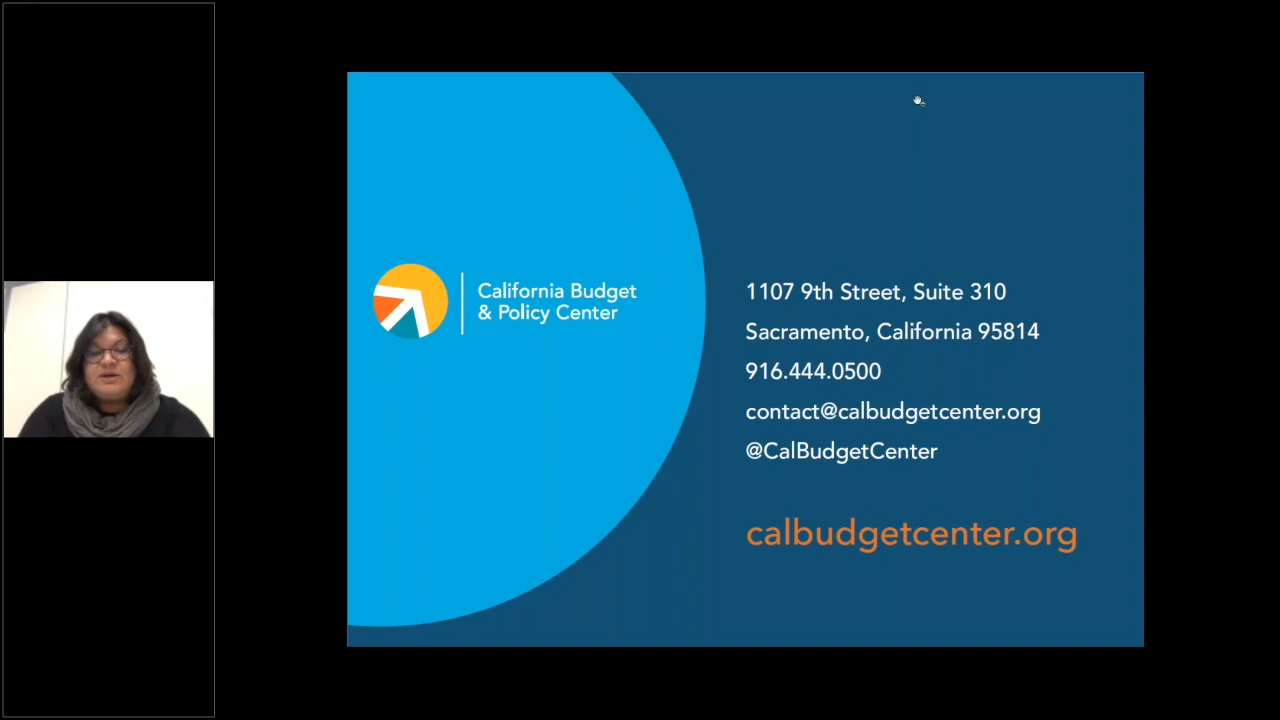 California Budget
& Policy Center
1107 9th Street, Suite 310
Sacramento, California 95814
916.444.0500
contact@calbudgetcenter.org
@CalBudgetCenter
calbudgetcenter.org